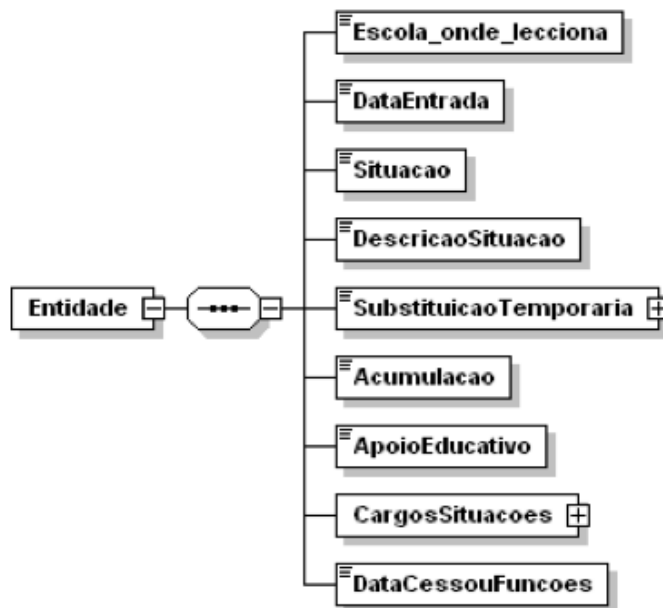 Escola_onde_lecciona
DataEntrada
Situacao
DescricaoSituacao
Entidade
SubstituicaoTemporaria
Acumulacao
ApoioEducativo
CargosSituacoes
DataCessouFuncoes